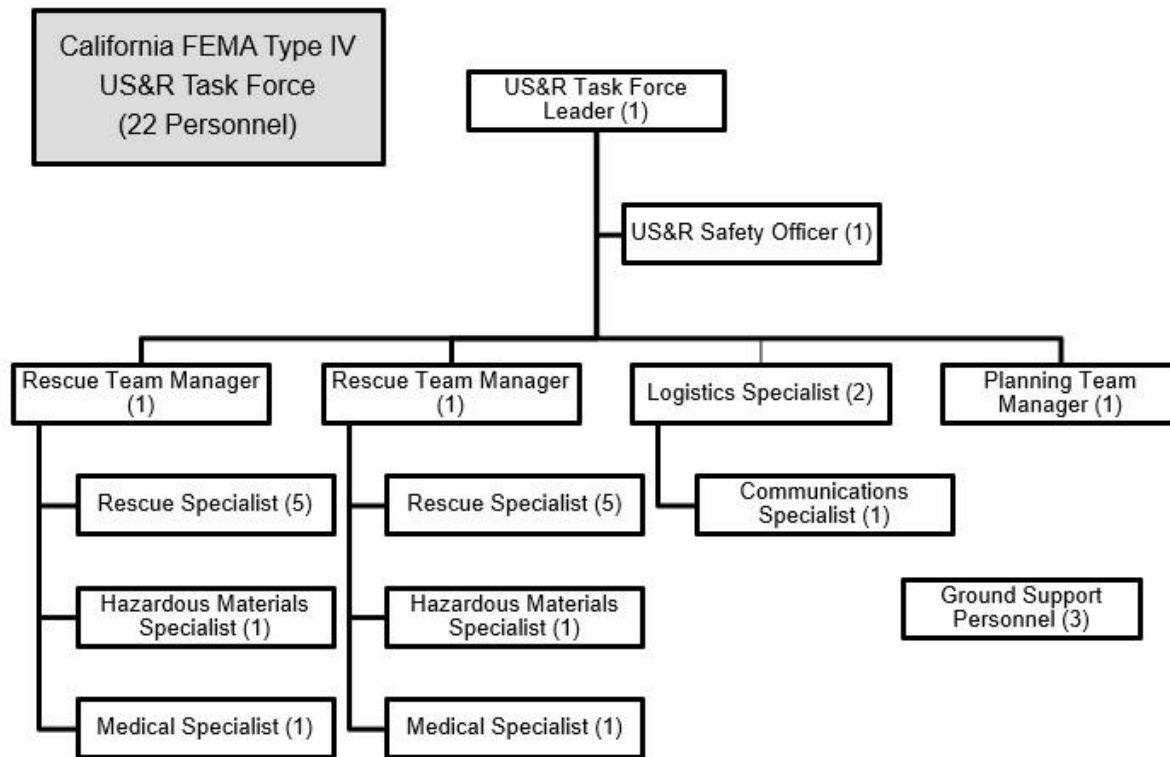 California FEMA Type IV
US&R Task Force
(22 Personnel)
US&R Task Force
Leader (1)
US&R Safety Officer (1)
Rescue Team Manager
(1)
Rescue Team Manager
(1)
Logistics Specialist (2)
Planning Team
Manager (1)
Rescue Specialist (5)
Rescue Specialist (5)
Communications
Specialist (1)
Hazardous Materials
Specialist (1)
Hazardous Materials
Specialist (1)
Ground Support
Personnel (3)
Medical Specialist (1)
Medical Specialist (1)